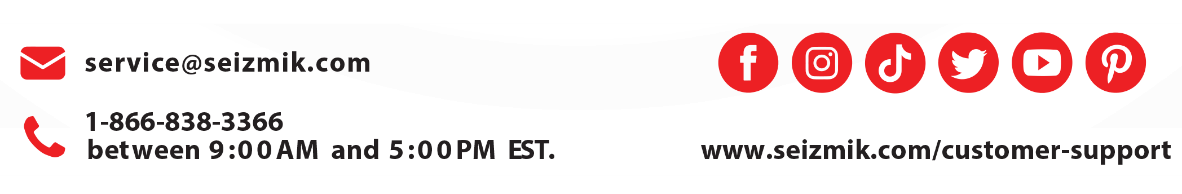 service@seizmik.com
1-866-838-3366
between 9:00AM and 5:00PM EST.
www.seizmik.com/customer-support